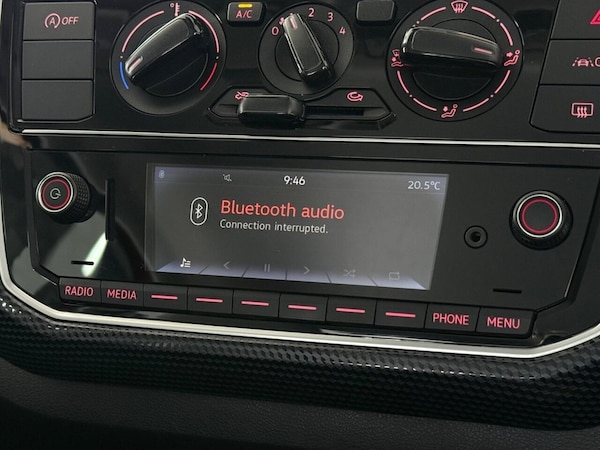 OFF
A/C
0 1 2 3 4
9:46
20.5°C
Bluetooth audio
Connection interrupted.
RADIO
MEDIA
PHONE
MENU